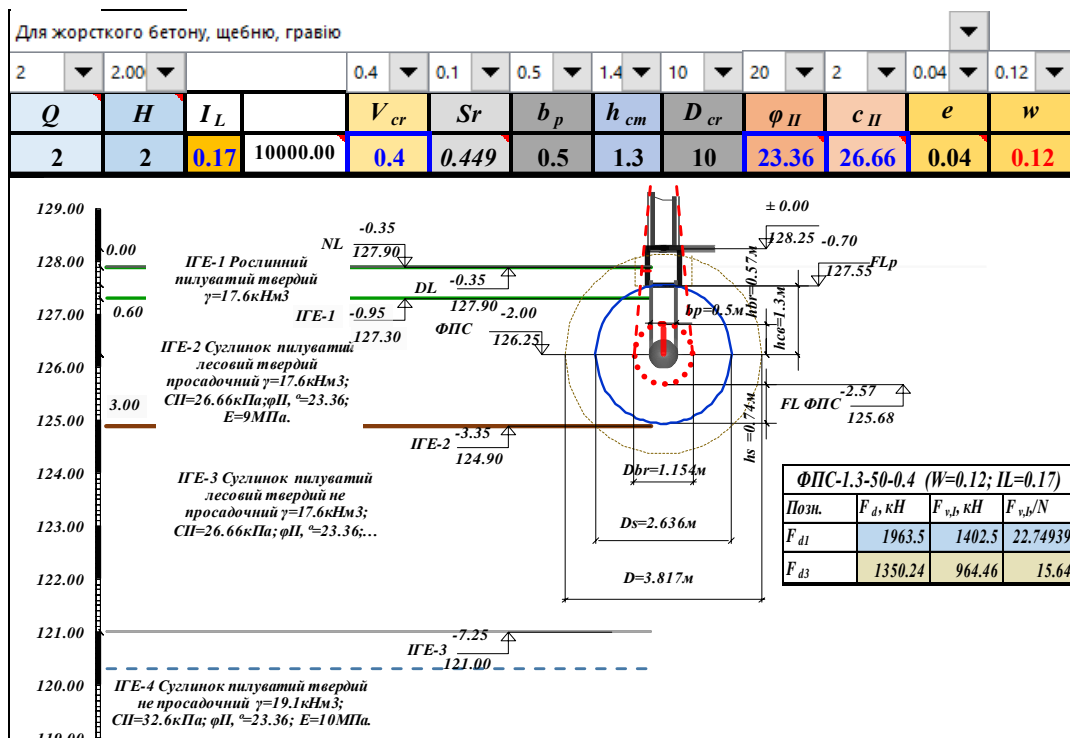 Для жорсткого бетону, щебню, гравію
2 2.00 0.4 0.1 0.5 1.4 10 20 2 0.04 0.12
Q H I L V cr Sr b p h cm D cr φ II c II e w
2 2 0.17 10000.00 0.4 0.449 0.5 1.3 10 23.36 26.66 0.04 0.12
129.00
128.00
127.00
126.00
125.00
124.00
123.00
122.00
121.00
120.00
119.00
0.00
0.60
3.00
ІГЕ-1 Рослинний
пилуватий твердий
γ=17.6кНм3
ІГЕ-2 Суглинок пилуватий
лесовий твердий
просадочний γ=17.6кНм3;
СІІ=26.66кПа;φІІ, º=23.36;
Е=9МПа.
ІГЕ-3 Суглинок пилуватий
лесовий твердий не
просадочний γ=17.6кНм3;
СІІ=26.66кПа; φІІ, º=23.36;...
ІГЕ-4 Суглинок пилуватий твердий
не просадочний γ=19.1кНм3;
СІІ=32.6кПа; φІІ, º=23.36; Е=10МПа.
-0.35
NL
127.90
-0.35
DL
127.90
-0.95
ІГЕ-1
127.30
-2.00
ФПС
126.25
-3.35
ІГЕ-2
124.90
-7.25
ІГЕ-3
121.00
± 0.00
128.25
-0.70
FLp
127.55
hbr=0.57м
hсв=1.3м
bp=0.5м
-2.57
FL ФПС
125.68
hs =0.74м
Dbr=1.154м
Ds=2.636м
D=3.817м
ФПС-1.3-50-0.4 (W=0.12; IL=0.17)
Позн. F d, кН F v,b, кН F v,b/N
F d1 1963.5 1402.5 22.74939
F d3 1350.24 964.46 15.64